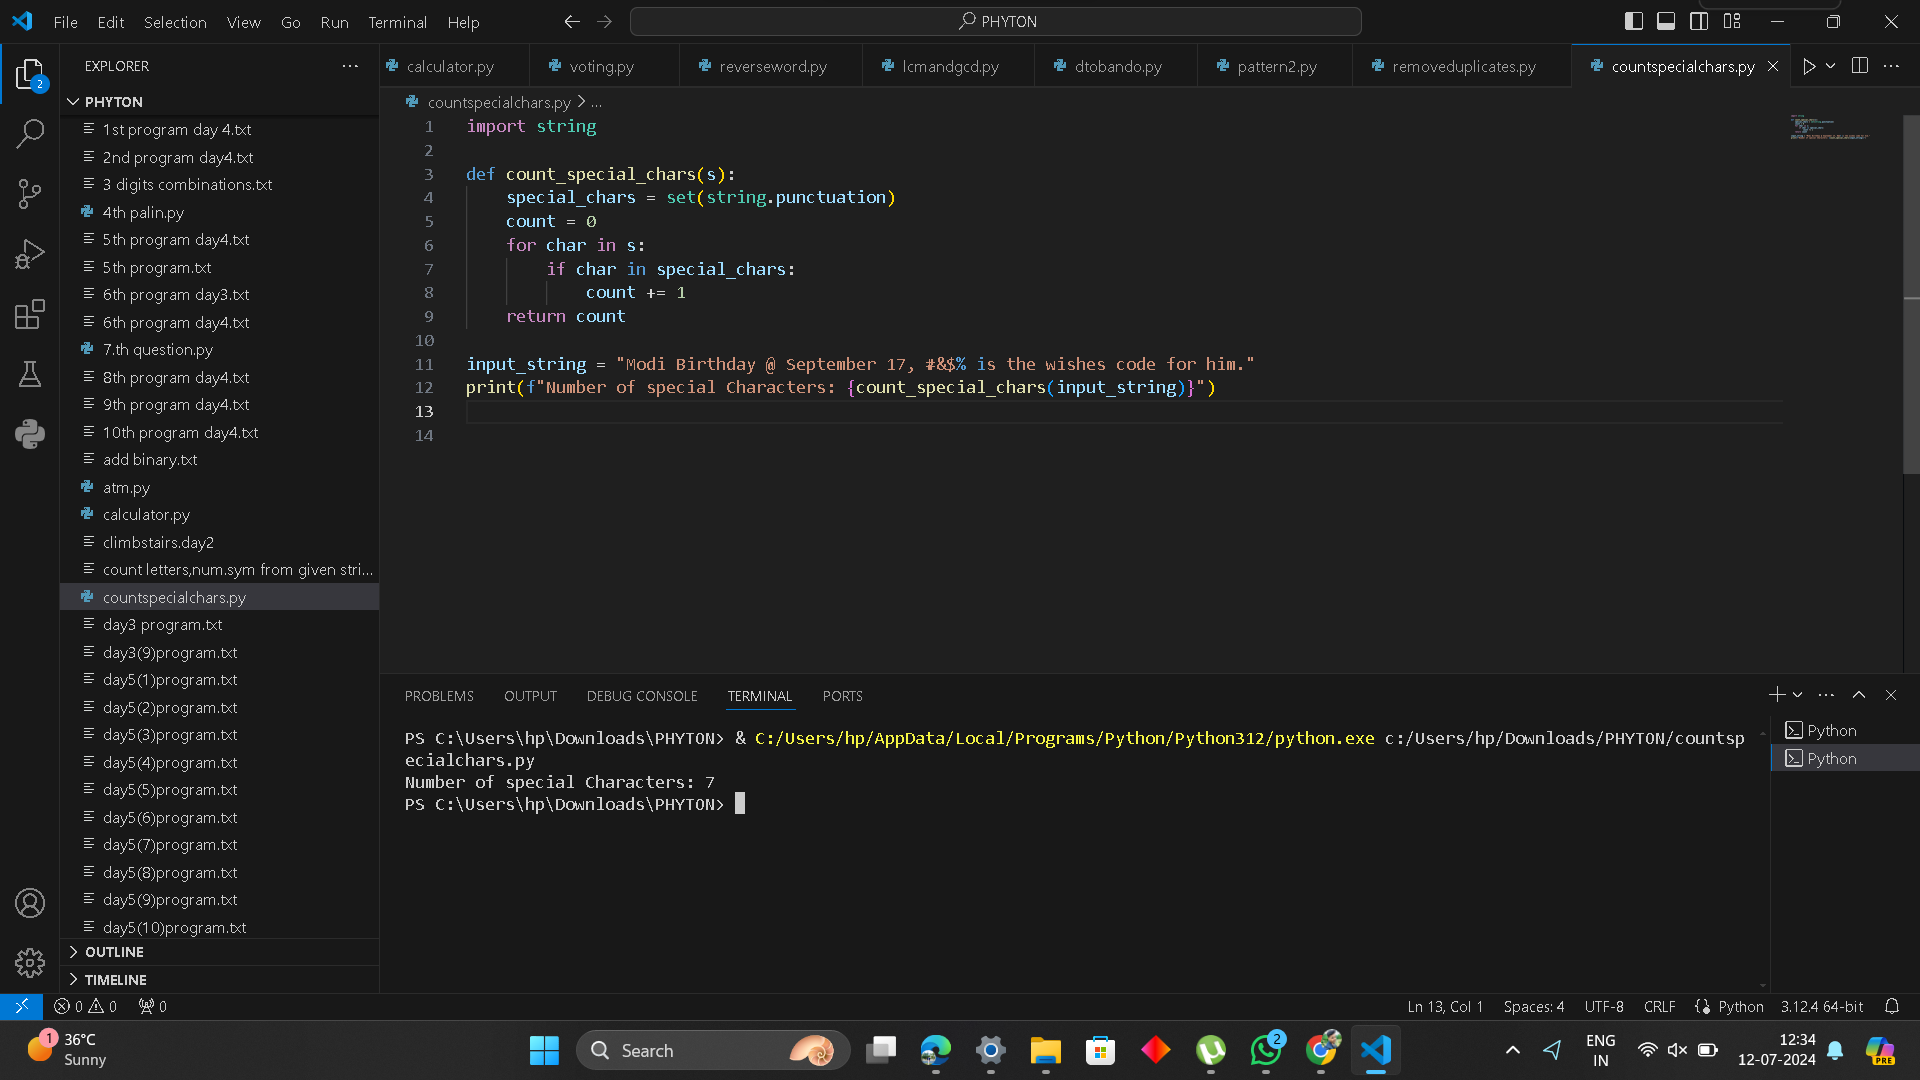 File Edit Selection View Go Run Terminal Help
PHYTON
EXPLORER
2
PHYTON
1st program day 4.txt
2nd program day4.txt
3 digits combinations.txt
4th palin.py
5th program day4.txt
5th program.txt
6th program day3.txt
6th program day4.txt
7.th question.py
8th program day4.txt
9th program day4.txt
10th program day4.txt
add binary.txt
atm.py
calculator.py
climbstairs.day2
count letters,num.sym from given stri...
countspecialchars.py
day3 program.txt
day3(9)program.txt
day5(1)program.txt
day5(2)program.txt
day5(3)program.txt
day5(4)program.txt
day5(5)program.txt
day5(6)program.txt
day5(7)program.txt
day5(8)program.txt
day5(9)program.txt
day5(10)program.txt
OUTLINE
TIMELINE
calculator.py voting.py reverseword.py lcmandgcd.py dtobando.py pattern2.py removeduplicates.py countspecialchars.py
countspecialchars.py > ...
1 import string
2
3 def count_special_chars(s):
4 special_chars = set(string.punctuation)
5 count = 0
6 for char in s:
7 if char in special_chars:
8 count += 1
9 return count
10
11 input_string = "Modi Birthday @ September 17, #&$% is the wishes code for him."
12 print(f"Number of special Characters: {count_special_chars(input_string)}")
13
14
PROBLEMS OUTPUT DEBUG CONSOLE TERMINAL PORTS
PS C:\Users\hp\Downloads\PHYTON> & C:/Users/hp/AppData/Local/Programs/Python/Python312/python.exe c:/Users/hp/Downloads/PHYTON/countsp
ecialchars.py
Number of special Characters: 7
PS C:\Users\hp\Downloads\PHYTON>
Python
Python
0 0 0
Ln 13, Col 1 Spaces: 4 UTF-8 CRLF Python 3.12.4 64-bit
1
36°C
Sunny
Search
2
ENG
IN
12:34
12-07-2024
PRE